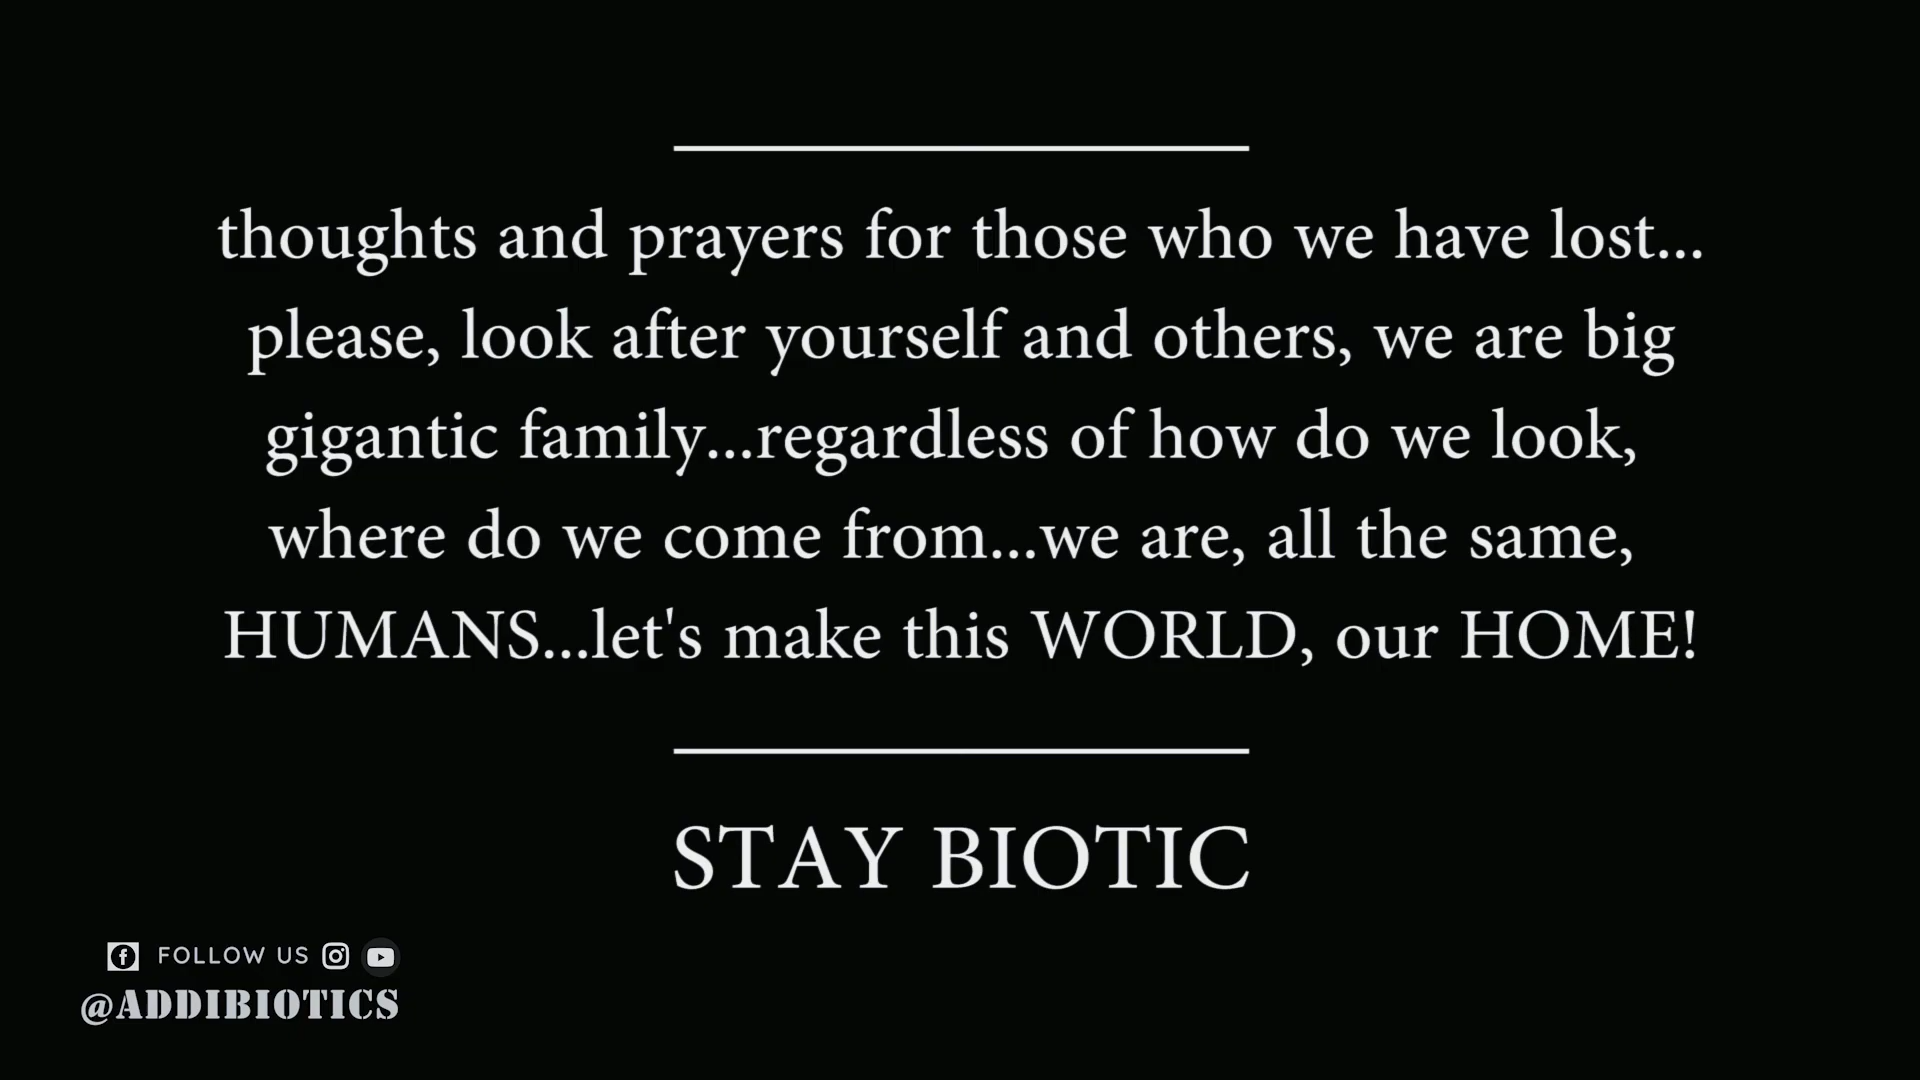 thoughts and prayers for those who we have lost...
please, look after yourself and others, we are big
gigantic family...regardless of how do we look,
where do we come from...we are, all the same,
HUMANS...let's make this WORLD, our HOME!
STAY BIOTIC
FOLLOW US
@ADDIBIOTICS